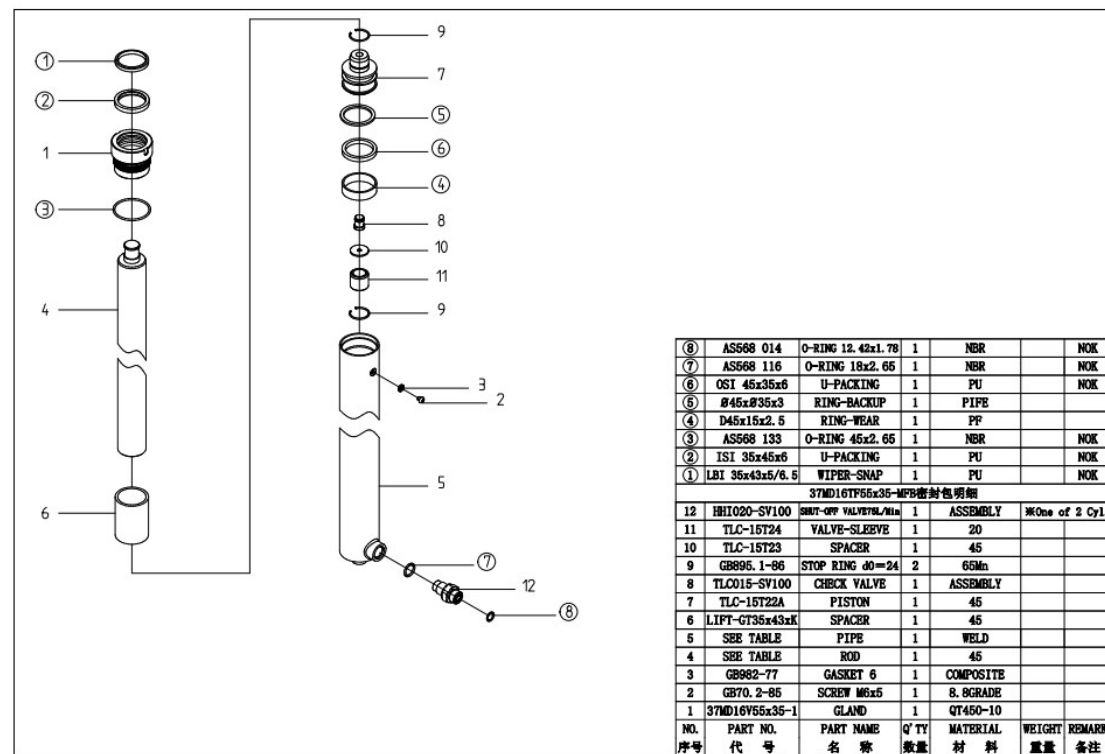 ①
②
1
③
4
6
9
7
⑤
⑥
④
8
10
11
9
3
2
5
⑦
12
⑧
⑧ AS568 014 O-RING 12.42x1.78 1 NBR NOK
⑦ AS568 116 O-RING 18x2.65 1 NBR NOK
⑥ OSI 45x35x6 U-PACKING 1 PU NOK
⑤ Ø45xØ35x3 RING-BACKUP 1 PIFE
④ D45x15x2.5 RING-WEAR 1 PF
③ AS568 133 O-RING 45x2.65 1 NBR NOK
② ISI 35x45x6 U-PACKING 1 PU NOK
① LBI 35x43x5/6.5 WIPER-SNAP 1 PU NOK
37MD16TF55x35-MFB密封包明细
12 HHI020-SV100 SHUT-OFF VALVE75L/Min 1 ASSEMBLY ※One of 2 Cyl
11 TLC-15T24 VALVE-SLEEVE 1 20
10 TLC-15T23 SPACER 1 45
9 GB895.1-86 STOP RING d0=24 2 65Mn
8 TLC015-SV100 CHECK VALVE 1 ASSEMBLY
7 TLC-15T22A PISTON 1 45
6 LIFT-GT35x43xK SPACER 1 45
5 SEE TABLE PIPE 1 WELD
4 SEE TABLE ROD 1 45
3 GB982-77 GASKET 6 1 COMPOSITE
2 GB70.2-85 SCREW M6x5 1 8.8GRADE
1 37MD16V55x35-1 GLAND 1 QT450-10
NO. PART NO. PART NAME Q'TY MATERIAL WEIGHT REMARK
序号 代 号 名 称 数量 材 料 重量 备注